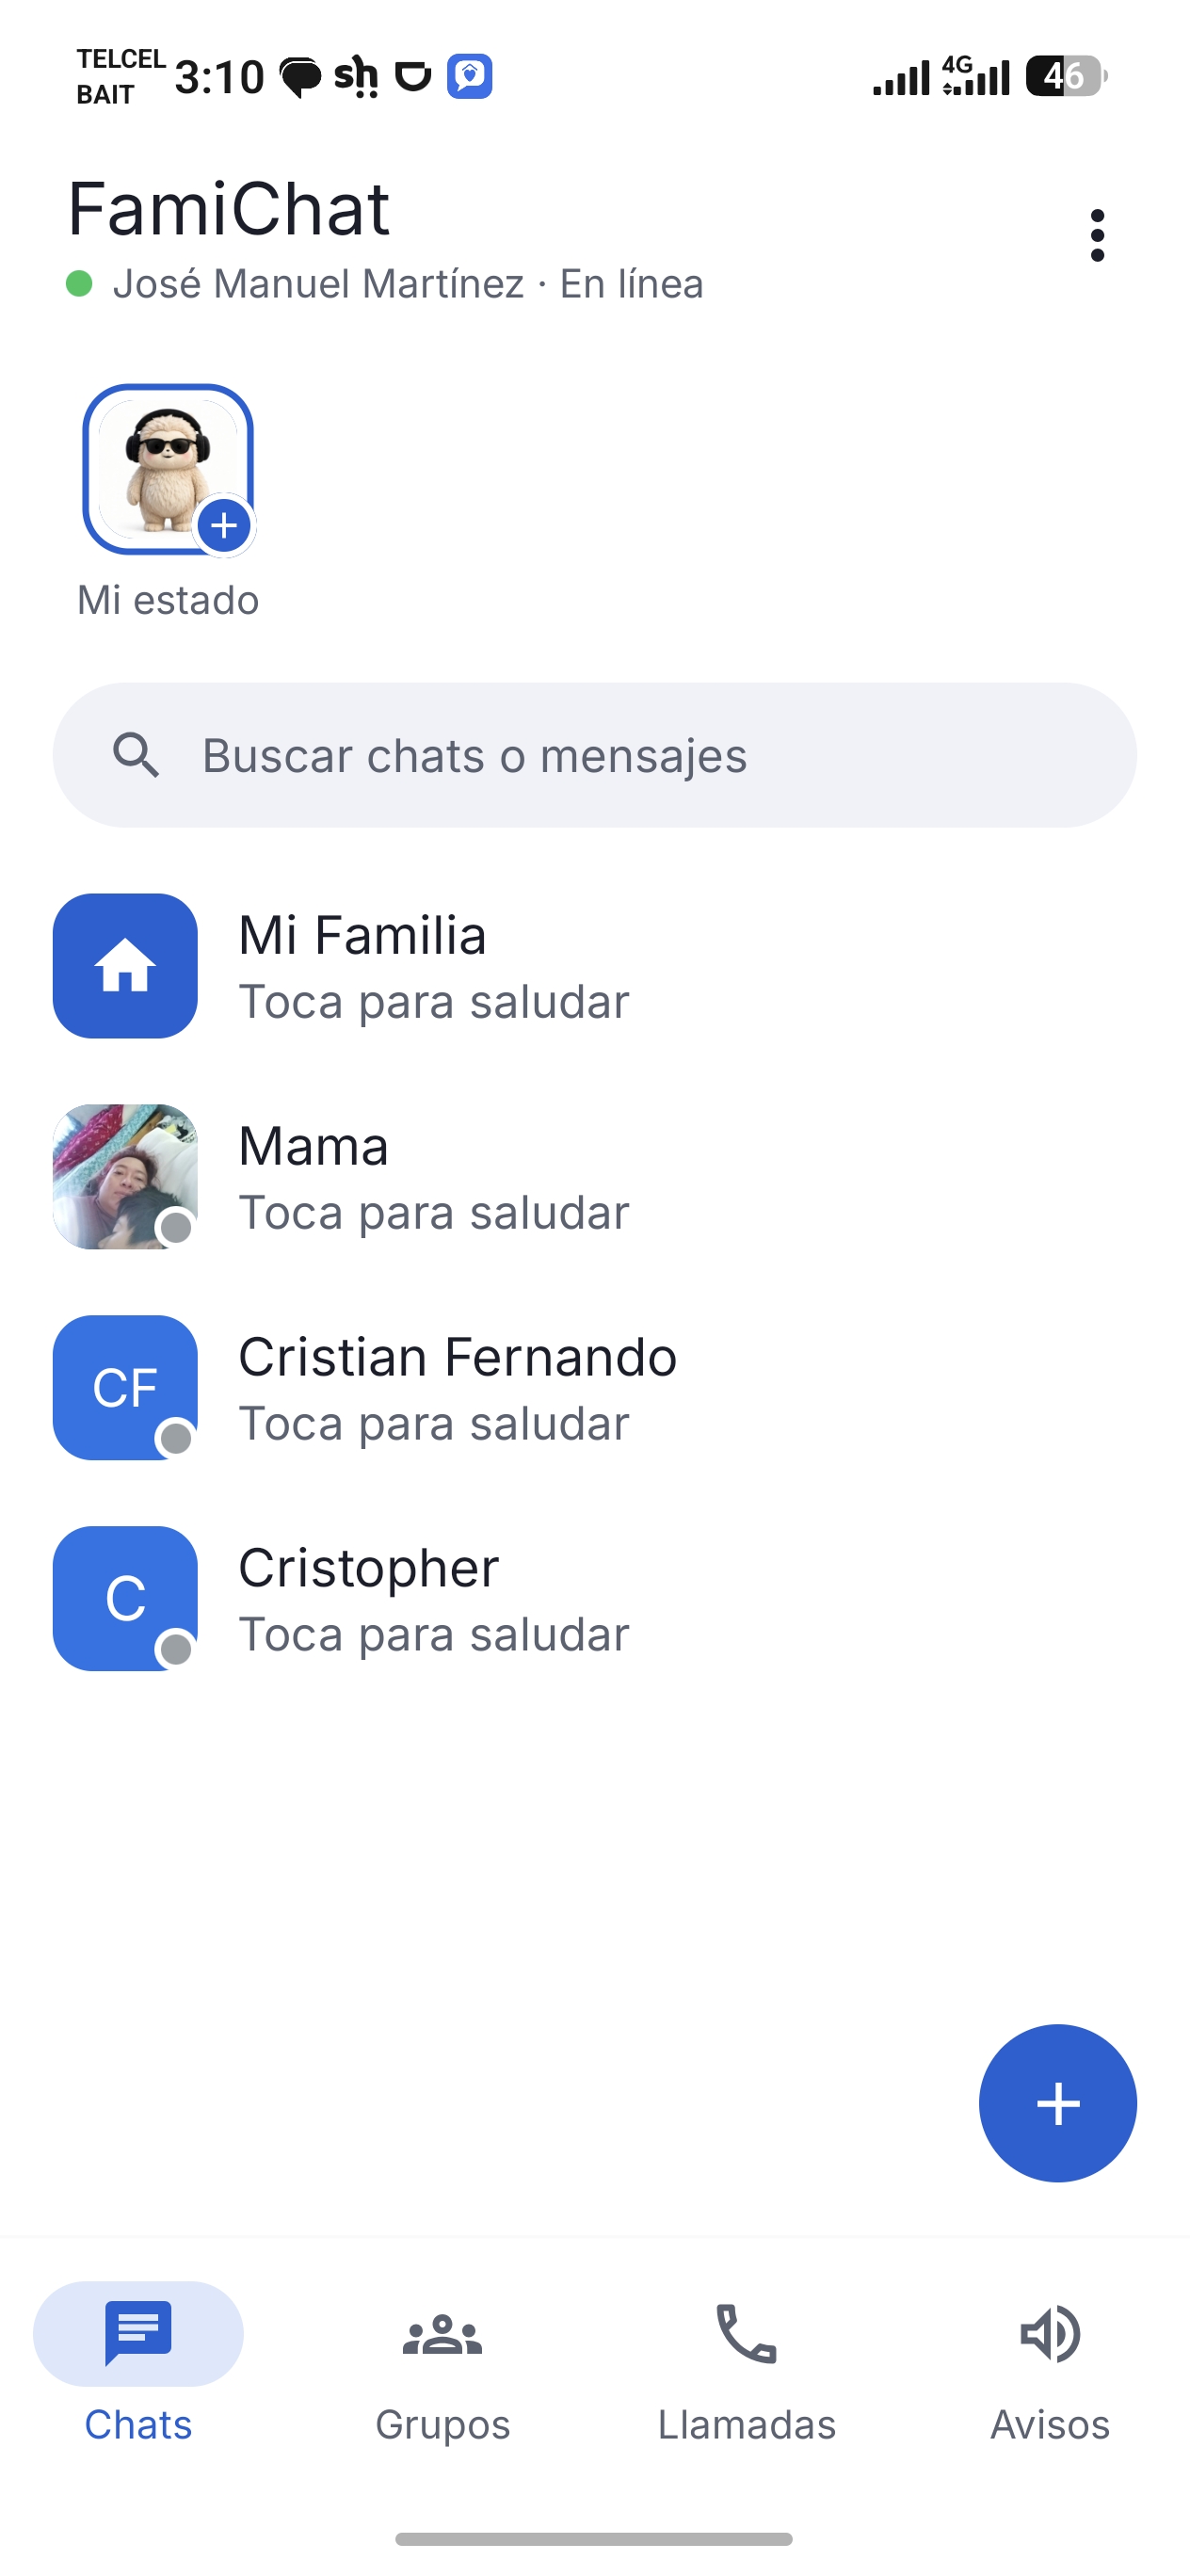 TELCEL
BAIT
3:10
4G
46
FamiChat
José Manuel Martínez · En línea
Mi estado
Buscar chats o mensajes
Mi Familia
Toca para saludar
Mama
Toca para saludar
CF
Cristian Fernando
Toca para saludar
C
Cristopher
Toca para saludar
Chats
Grupos
Llamadas
Avisos